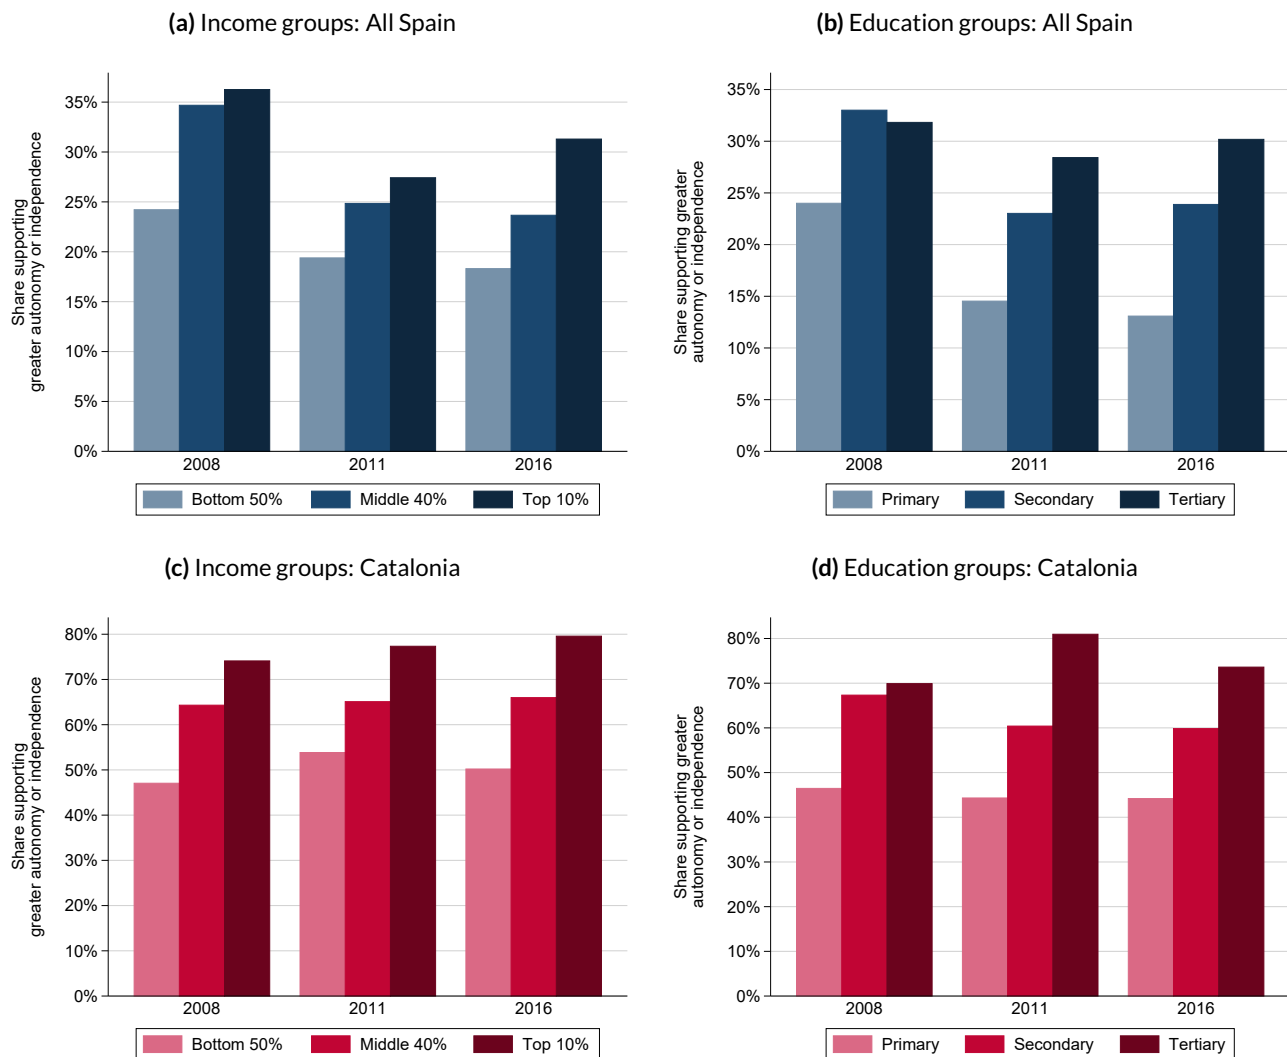 (a) Income groups: All Spain
Share supporting
greater autonomy or independence
35%
30%
25%
20%
15%
10%
5%
0%
2008 2011 2016
Bottom 50% Middle 40% Top 10%
(b) Education groups: All Spain
Share supporting greater
autonomy or independence
35%
30%
25%
20%
15%
10%
5%
0%
2008 2011 2016
Primary Secondary Tertiary
(c) Income groups: Catalonia
Share supporting
greater autonomy or independence
80%
70%
60%
50%
40%
30%
20%
10%
0%
2008 2011 2016
Bottom 50% Middle 40% Top 10%
(d) Education groups: Catalonia
Share supporting greater
autonomy or independence
80%
70%
60%
50%
40%
30%
20%
10%
0%
2008 2011 2016
Primary Secondary Tertiary